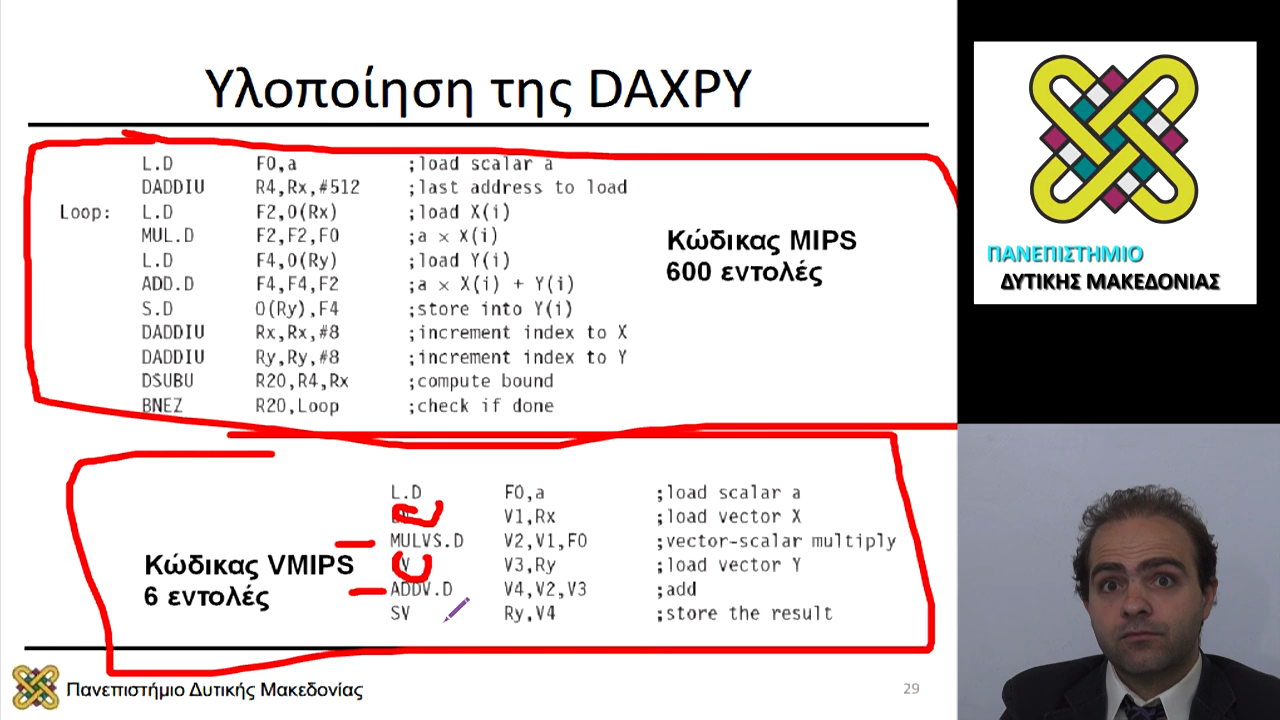 Υλοποίηση της DAXPY
L.D F0,a ;load scalar a
DADDIU R4,Rx,#512 ;last address to load
Loop: L.D F2,0(Rx) ;load X(i)
MUL.D F2,F2,F0 ;a × X(i)
L.D F4,0(Ry) ;load Y(i)
ADD.D F4,F4,F2 ;a × X(i) + Y(i)
S.D 0(Ry),F4 ;store into Y(i)
DADDIU Rx,Rx,#8 ;increment index to X
DADDIU Ry,Ry,#8 ;increment index to Y
DSUBU R20,R4,Rx ;compute bound
BNEZ R20,Loop ;check if done
Κώδικας MIPS
600 εντολές
L.D F0,a ;load scalar a
V1,Rx ;load vector X
MULVS.D V2,V1,F0 ;vector-scalar multiply
V3,Ry ;load vector Y
ADDV.D V4,V2,V3 ;add
SV Ry,V4 ;store the result
Κώδικας VMIPS
6 εντολές
Πανεπιστήμιο Δυτικής Μακεδονίας
29
ΠΑΝΕΠΙΣΤΗΜΙΟ
ΔΥΤΙΚΗΣ ΜΑΚΕΔΟΝΙΑΣ